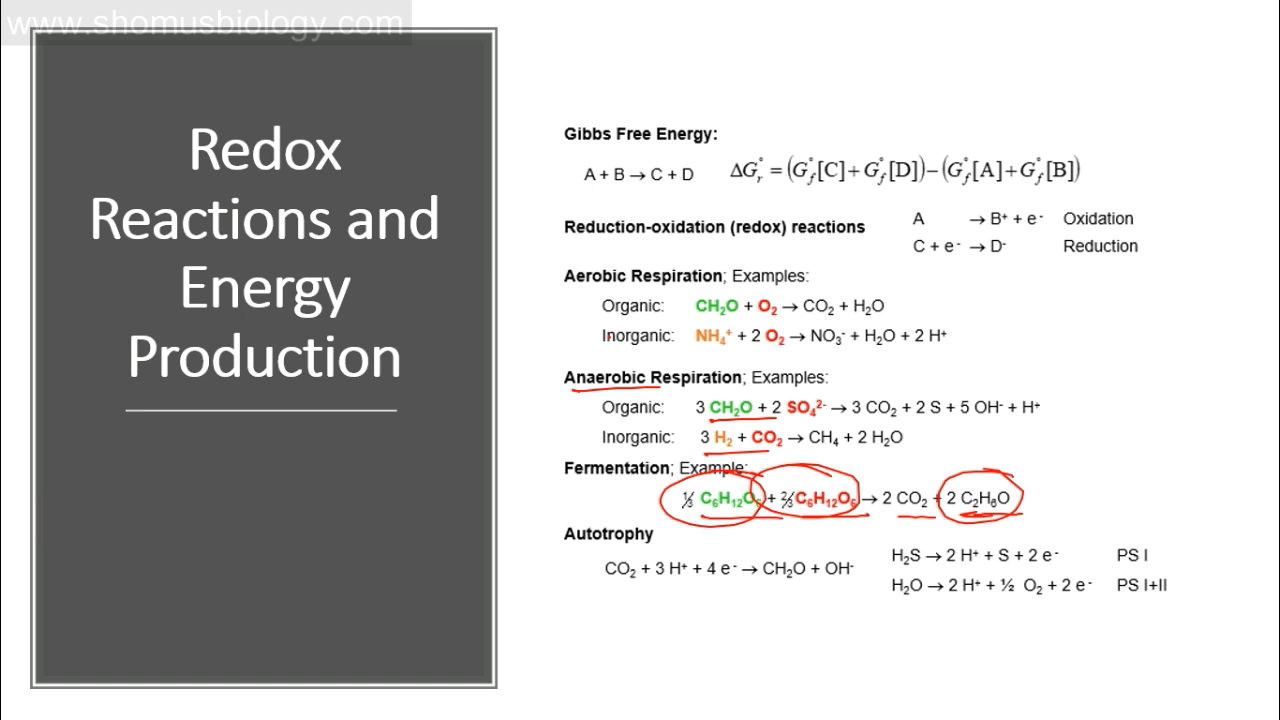 www.shomusbiology.com
Redox
Reactions and
Energy
Production
Gibbs Free Energy:
A + B → C + D ΔG°ᵣ = (G°f[C] + G°f[D]) − (G°f[A] + G°f[B])
Reduction-oxidation (redox) reactions
A → B⁺ + e⁻ Oxidation
C + e⁻ → D⁻ Reduction
Aerobic Respiration; Examples:
Organic: CH₂O + O₂ → CO₂ + H₂O
Inorganic: NH₄⁺ + 2 O₂ → NO₃⁻ + H₂O + 2 H⁺
Anaerobic Respiration; Examples:
Organic: 3 CH₂O + 2 SO₄²⁻ → 3 CO₂ + 2 S + 5 OH⁻ + H⁺
Inorganic: 3 H₂ + CO₂ → CH₄ + 2 H₂O
Fermentation; Example:
⅓ C₆H₁₂O₆ + ⅔ C₆H₁₂O₆ → 2 CO₂ + 2 C₂H₆O
Autotrophy
CO₂ + 3 H⁺ + 4 e⁻ → CH₂O + OH⁻
H₂S → 2 H⁺ + S + 2 e⁻ PS I
H₂O → 2 H⁺ + ½ O₂ + 2 e⁻ PS I+II